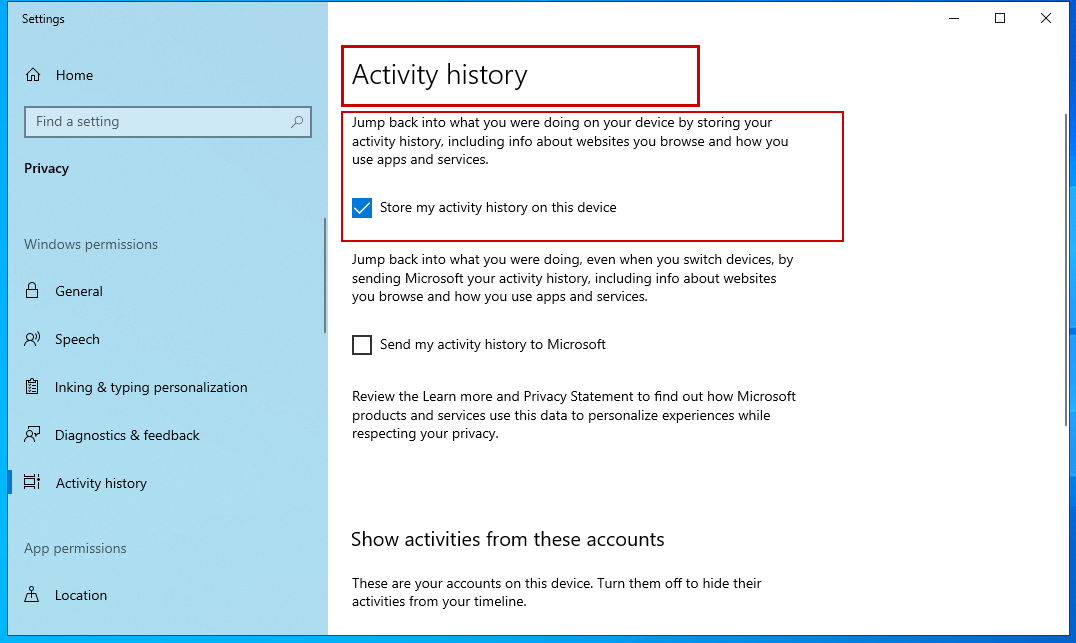 Settings
Home
Find a setting
Privacy
Windows permissions
General
Speech
Inking & typing personalization
Diagnostics & feedback
Activity history
App permissions
Location
Activity history
Jump back into what you were doing on your device by storing your
activity history, including info about websites you browse and how you
use apps and services.
Store my activity history on this device
Jump back into what you were doing, even when you switch devices, by
sending Microsoft your activity history, including info about websites
you browse and how you use apps and services.
Send my activity history to Microsoft
Review the Learn more and Privacy Statement to find out how Microsoft
products and services use this data to personalize experiences while
respecting your privacy.
Show activities from these accounts
These are your accounts on this device. Turn them off to hide their
activities from your timeline.